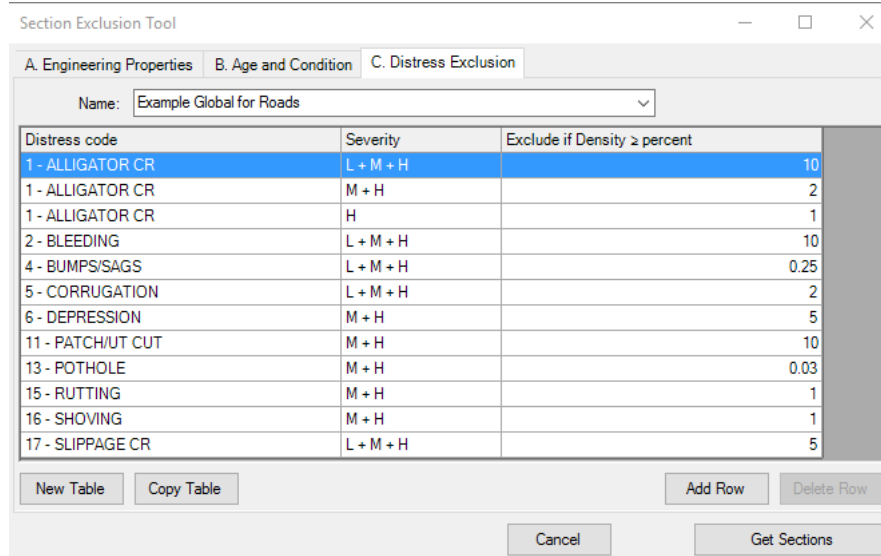 Section Exclusion Tool
A. Engineering Properties B. Age and Condition C. Distress Exclusion
Name: Example Global for Roads
Distress code Severity Exclude if Density ≥ percent
1 - ALLIGATOR CR L + M + H 10
1 - ALLIGATOR CR M + H 2
1 - ALLIGATOR CR H 1
2 - BLEEDING L + M + H 10
4 - BUMPS/SAGS L + M + H 0.25
5 - CORRUGATION L + M + H 2
6 - DEPRESSION M + H 5
11 - PATCH/UT CUT M + H 10
13 - POTHOLE M + H 0.03
15 - RUTTING M + H 1
16 - SHOVING M + H 1
17 - SLIPPAGE CR L + M + H 5
New Table Copy Table Add Row Delete Row
Cancel Get Sections